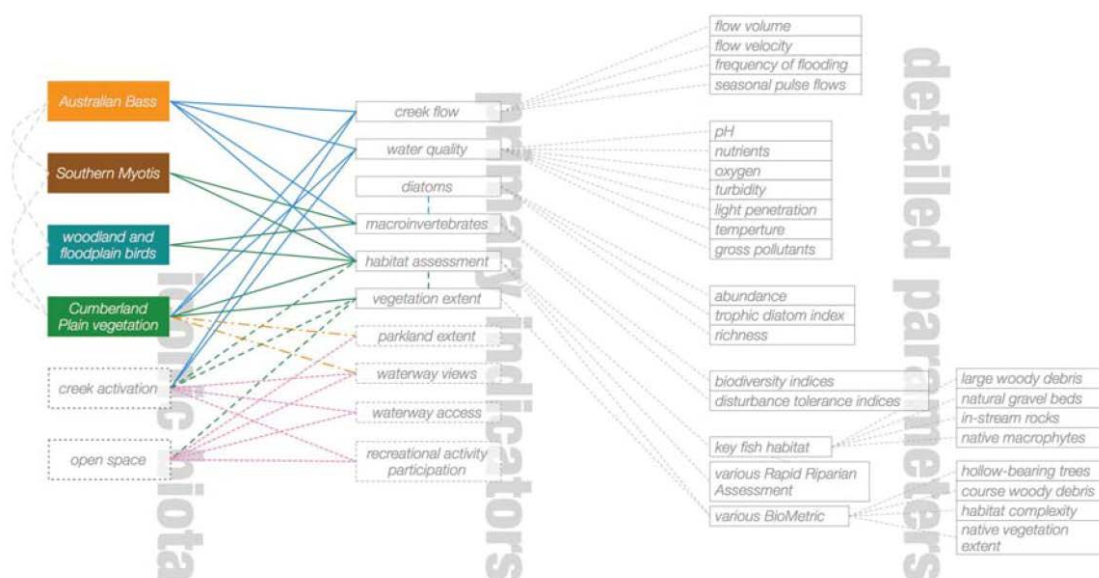 Australian Bass
Southern Myotis
woodland and
floodplain birds
Cumberland
Plain vegetation
creek activation
open space
iconic biota
creek flow
water quality
diatoms
macroinvertebrates
habitat assessment
vegetation extent
parkland extent
waterway views
waterway access
recreational activity
participation
primary indicators
flow volume
flow velocity
frequency of flooding
seasonal pulse flows
pH
nutrients
oxygen
turbidity
light penetration
temperture
gross pollutants
abundance
trophic diatom index
richness
biodiversity indices
disturbance tolerance indices
key fish habitat
various Rapid Riparian
Assessment
various BioMetric
detailed parameters
large woody debris
natural gravel beds
in-stream rocks
native macrophytes
hollow-bearing trees
course woody debris
habitat complexity
native vegetation
extent